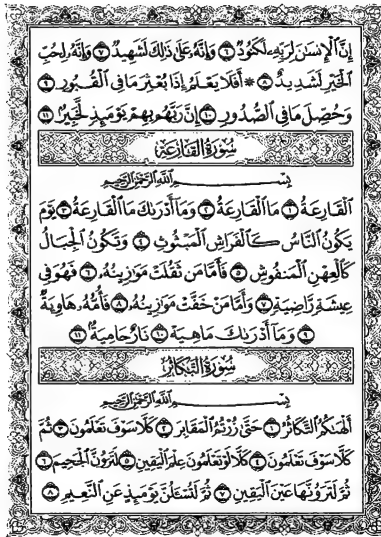 إِنَّ ٱلْإِنسَٰنَ لِرَبِّهِۦ لَكَنُودٌ ۝٦ وَإِنَّهُۥ عَلَىٰ ذَٰلِكَ لَشَهِيدٌ ۝٧ وَإِنَّهُۥ لِحُبِّ
ٱلْخَيْرِ لَشَدِيدٌ ۝٨ ۞ أَفَلَا يَعْلَمُ إِذَا بُعْثِرَ مَا فِى ٱلْقُبُورِ ۝٩
وَحُصِّلَ مَا فِى ٱلصُّدُورِ ۝١٠ إِنَّ رَبَّهُم بِهِمْ يَوْمَئِذٍ لَّخَبِيرٌۢ ۝١١
سُورَةُ القَارِعَةِ
بِسْمِ ٱللَّهِ ٱلرَّحْمَٰنِ ٱلرَّحِيمِ
ٱلْقَارِعَةُ ۝١ مَا ٱلْقَارِعَةُ ۝٢ وَمَآ أَدْرَىٰكَ مَا ٱلْقَارِعَةُ ۝٣ يَوْمَ
يَكُونُ ٱلنَّاسُ كَٱلْفَرَاشِ ٱلْمَبْثُوثِ ۝٤ وَتَكُونُ ٱلْجِبَالُ
كَٱلْعِهْنِ ٱلْمَنفُوشِ ۝٥ فَأَمَّا مَن ثَقُلَتْ مَوَٰزِينُهُۥ ۝٦ فَهُوَ فِى
عِيشَةٍ رَّاضِيَةٍ ۝٧ وَأَمَّا مَنْ خَفَّتْ مَوَٰزِينُهُۥ ۝٨ فَأُمُّهُۥ هَاوِيَةٌ
۝٩ وَمَآ أَدْرَىٰكَ مَا هِيَهْ ۝١٠ نَارٌ حَامِيَةٌۢ ۝١١
سُورَةُ التَّكَاثُرِ
بِسْمِ ٱللَّهِ ٱلرَّحْمَٰنِ ٱلرَّحِيمِ
أَلْهَىٰكُمُ ٱلتَّكَاثُرُ ۝١ حَتَّىٰ زُرْتُمُ ٱلْمَقَابِرَ ۝٢ كَلَّا سَوْفَ تَعْلَمُونَ ۝٣ ثُمَّ
كَلَّا سَوْفَ تَعْلَمُونَ ۝٤ كَلَّا لَوْ تَعْلَمُونَ عِلْمَ ٱلْيَقِينِ ۝٥ لَتَرَوُنَّ ٱلْجَحِيمَ ۝٦
ثُمَّ لَتَرَوُنَّهَا عَيْنَ ٱلْيَقِينِ ۝٧ ثُمَّ لَتُسْـَٔلُنَّ يَوْمَئِذٍ عَنِ ٱلنَّعِيمِ ۝٨